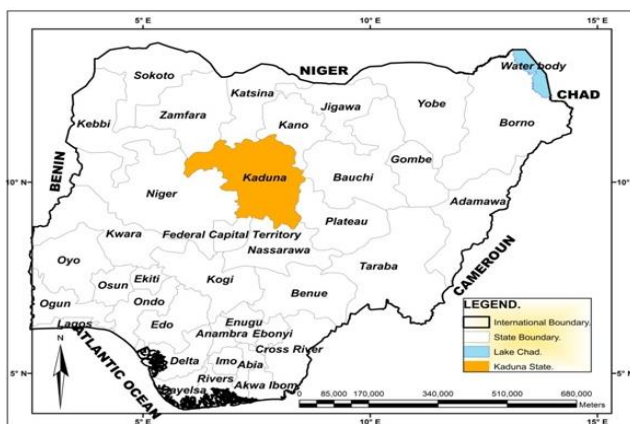 5° E
10° E
15° E
Sokoto
NIGER
Water body
Katsina
Jigawa
Yobe
CHAD
Zamfara
Kebbi
Kano
Borno
Gombe
BENIN
10° N
Kaduna
Bauchi
10° N
Niger
Adamawa
Plateau
Kwara
Federal Capital Territory
Nassarawa
Oyo
Taraba
Ekiti
Kogi
CAMEROUN
Osun
Benue
Ogun
Ondo
LEGEND.
Lagos
Edo
Enugu
International Boundary.
Anambra
Ebonyi
State Boundary.
N
Cross River
Lake Chad.
ATLANTIC OCEAN
Delta
Imo
Abia
Kaduna State.
5° N
Rivers
5° N
Bayelsa
Akwa Ibom
0 85,000 170,000 340,000 510,000 680,000
Meters
5° E
10° E
15° E